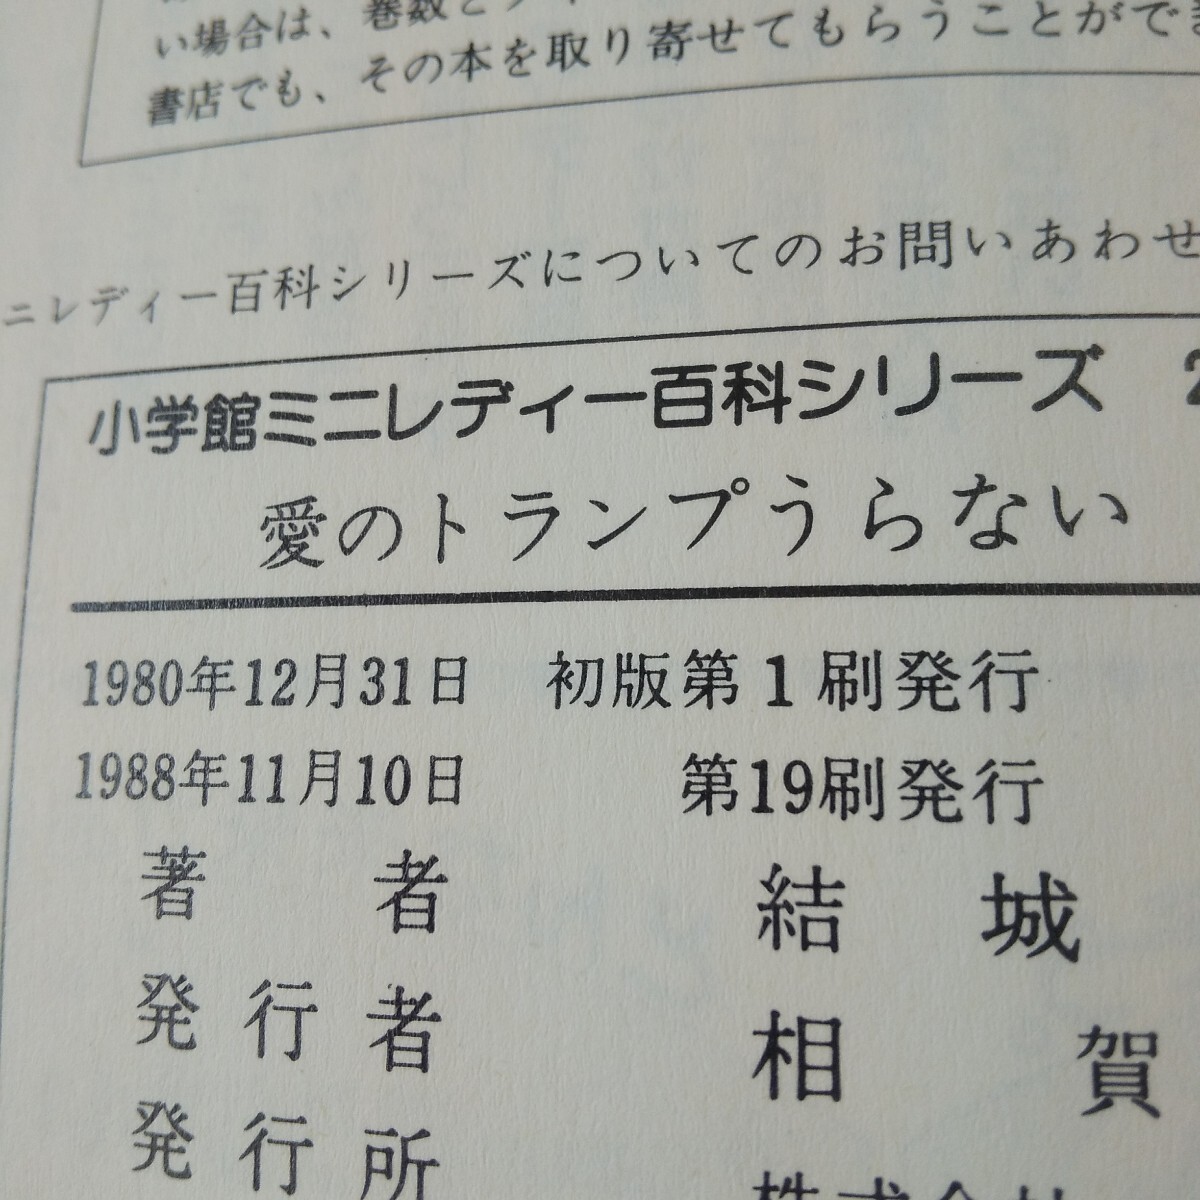 い場合は、巻数と
書店でも、その本を取り寄せてもらうことができ
ニレディー百科シリーズについてのお問いあわせ
小学館ミニレディー百科シリーズ 2
愛のトランプうらない
1980年12月31日 初版第1刷発行
1988年11月10日 第19刷発行
著者 結城
発行者 相賀
発行所 株式会社